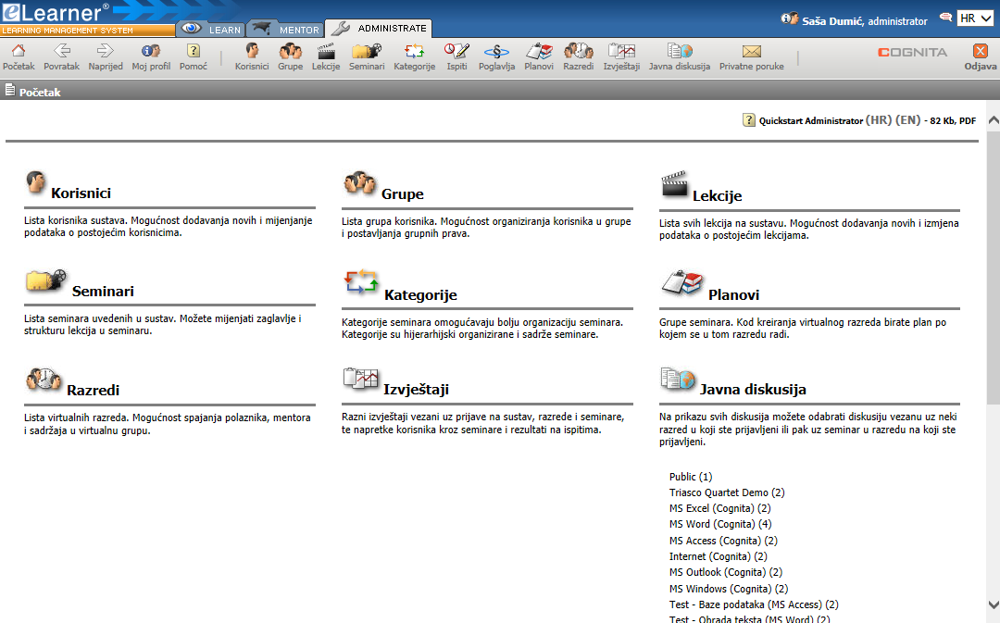 eLearner®
LEARNING MANAGEMENT SYSTEM
LEARN
MENTOR
ADMINISTRATE
Saša Dumić, administrator
HR
Početak
Povratak
Naprijed
Moj profil
Pomoć
Korisnici
Grupe
Lekcije
Seminari
Kategorije
Ispiti
Poglavlja
Planovi
Razredi
Izvještaji
Javna diskusija
Privatne poruke
COGNITA
Odjava
Početak
Quickstart Administrator (HR) (EN) - 82 Kb, PDF
Korisnici
Lista korisnika sustava. Mogućnost dodavanja novih i mijenjanje
podataka o postojećim korisnicima.
Grupe
Lista grupa korisnika. Mogućnost organiziranja korisnika u grupe
i postavljanja grupnih prava.
Lekcije
Lista svih lekcija na sustavu. Mogućnost dodavanja novih i izmjena
podataka o postojećim lekcijama.
Seminari
Lista seminara uvedenih u sustav. Možete mijenjati zaglavlje i
strukturu lekcija u seminaru.
Kategorije
Kategorije seminara omogućavaju bolju organizaciju seminara.
Kategorije su hijerarhijski organizirane i sadrže seminare.
Planovi
Grupe seminara. Kod kreiranja virtualnog razreda birate plan po
kojem se u tom razredu radi.
Razredi
Lista virtualnih razreda. Mogućnost spajanja polaznika, mentora
i sadržaja u virtualnu grupu.
Izvještaji
Razni izvještaji vezani uz prijave na sustav, razrede i seminare,
te napretke korisnika kroz seminare i rezultati na ispitima.
Javna diskusija
Na prikazu svih diskusija možete odabrati diskusiju vezanu uz neki
razred u koji ste prijavljeni ili pak uz seminar u razredu na koji ste
prijavljeni.
Public (1)
Triasco Quartet Demo (2)
MS Excel (Cognita) (2)
MS Word (Cognita) (4)
MS Access (Cognita) (2)
Internet (Cognita) (2)
MS Outlook (Cognita) (2)
MS Windows (Cognita) (2)
Test - Baze podataka (MS Access) (2)
Test - Obrada teksta (MS Word) (2)